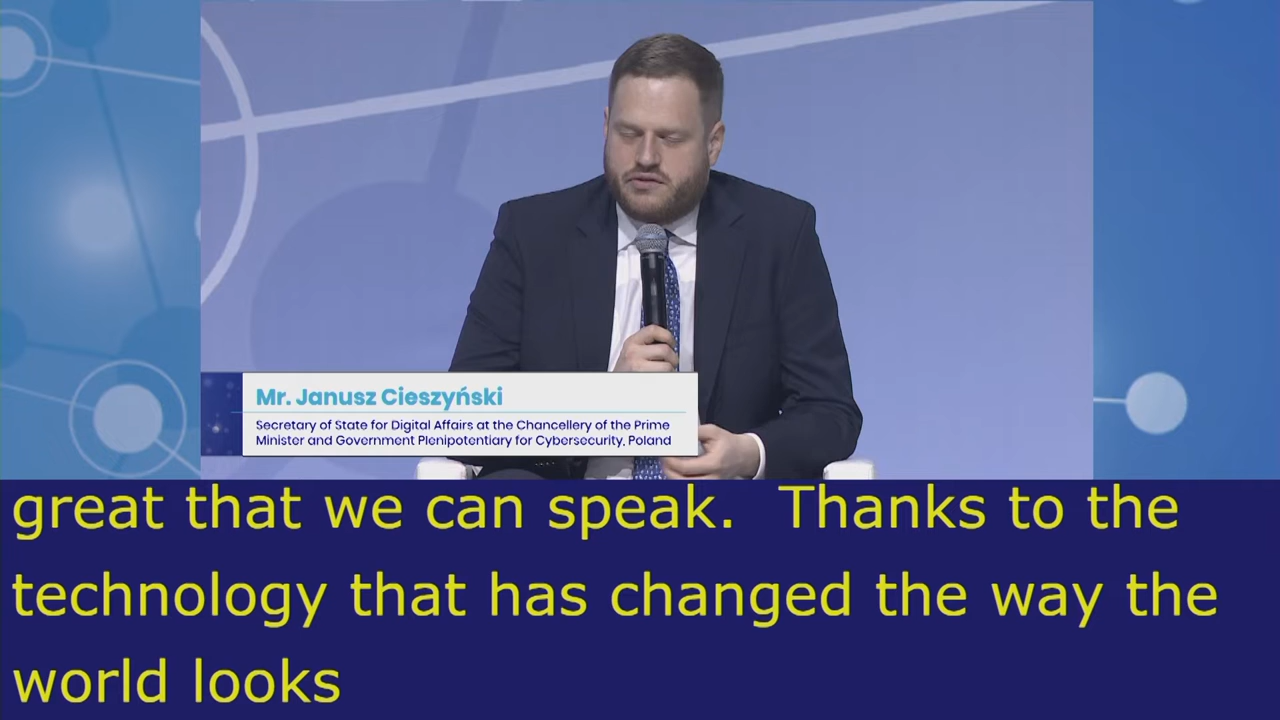 Mr. Janusz Cieszyński
Secretary of State for Digital Affairs at the Chancellery of the Prime
Minister and Government Plenipotentiary for Cybersecurity, Poland
great that we can speak.  Thanks to the
technology that has changed the way the
world looks